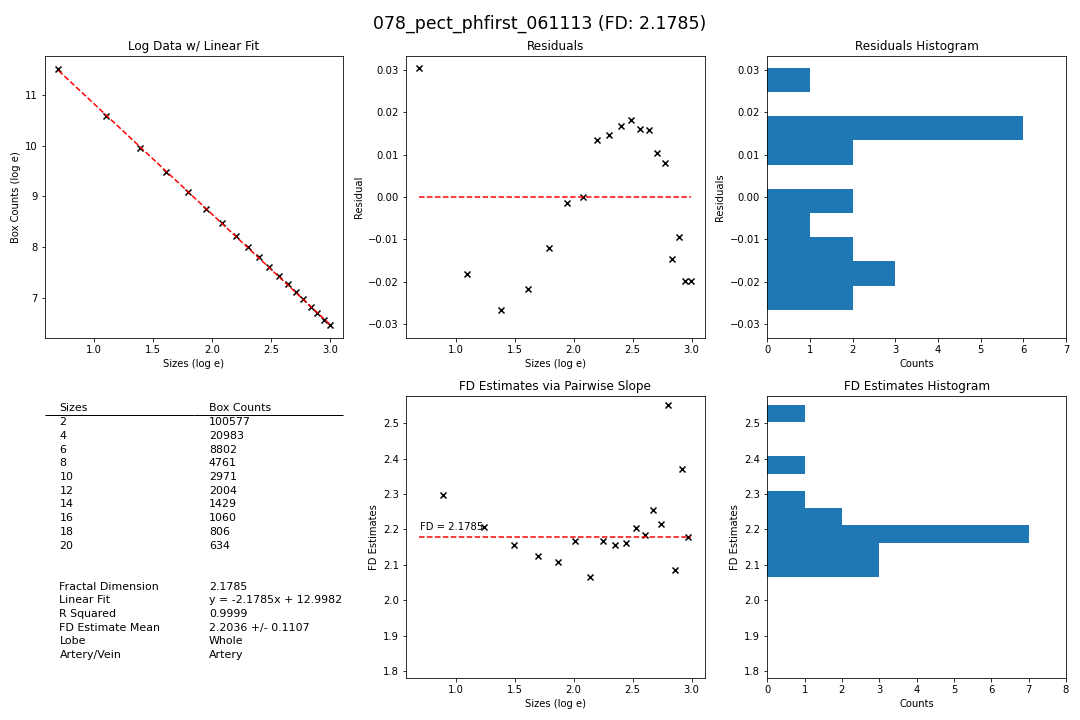 078_pect_phfirst_061113 (FD: 2.1785)
Log Data w/ Linear Fit
Box Counts (log e)
11
10
9
8
7
1.0 1.5 2.0 2.5 3.0
Sizes (log e)
Residuals
Residual
0.03
0.02
0.01
0.00
−0.01
−0.02
−0.03
1.0 1.5 2.0 2.5 3.0
Sizes (log e)
Residuals Histogram
Residuals
0.03
0.02
0.01
0.00
−0.01
−0.02
−0.03
0 1 2 3 4 5 6 7
Counts
Sizes Box Counts
2 100577
4 20983
6 8802
8 4761
10 2971
12 2004
14 1429
16 1060
18 806
20 634
Fractal Dimension 2.1785
Linear Fit y = -2.1785x + 12.9982
R Squared 0.9999
FD Estimate Mean 2.2036 +/- 0.1107
Lobe Whole
Artery/Vein Artery
FD Estimates via Pairwise Slope
FD Estimates
2.5
2.4
2.3
2.2
2.1
2.0
1.9
1.8
FD = 2.1785
1.0 1.5 2.0 2.5 3.0
Sizes (log e)
FD Estimates Histogram
FD Estimates
2.5
2.4
2.3
2.2
2.1
2.0
1.9
1.8
0 1 2 3 4 5 6 7 8
Counts